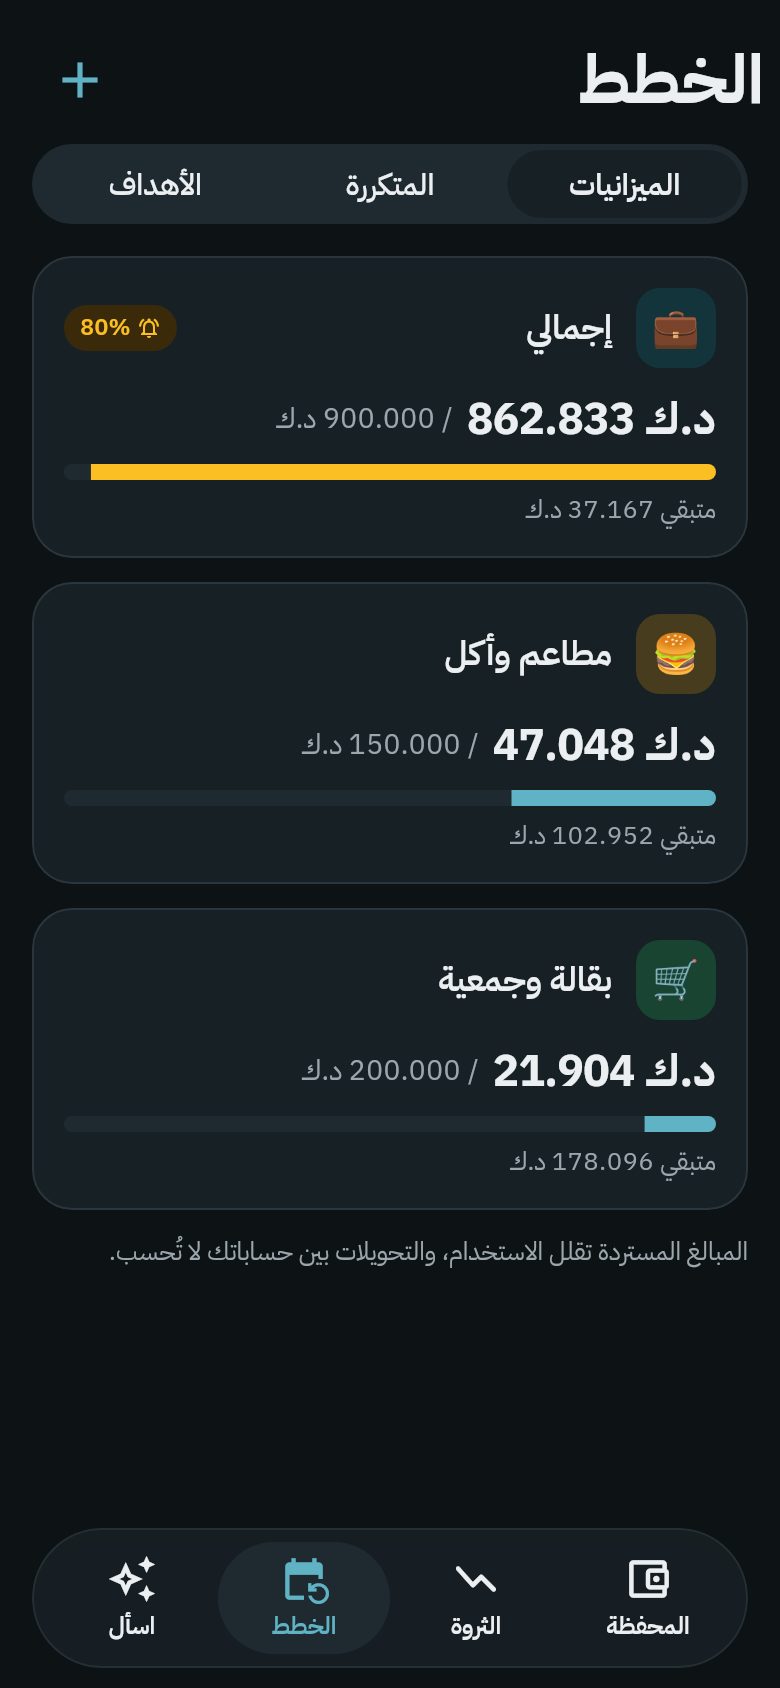 الخطط
الميزانيات
المتكررة
الأهداف
إجمالي
80%
د.ك 862.833 / 900.000 د.ك
متبقي 37.167 د.ك
مطاعم وأكل
د.ك 47.048 / 150.000 د.ك
متبقي 102.952 د.ك
بقالة وجمعية
د.ك 21.904 / 200.000 د.ك
متبقي 178.096 د.ك
المبالغ المستردة تقلل الاستخدام، والتحويلات بين حساباتك لا تُحسب.
المحفظة
الثروة
الخطط
اسأل